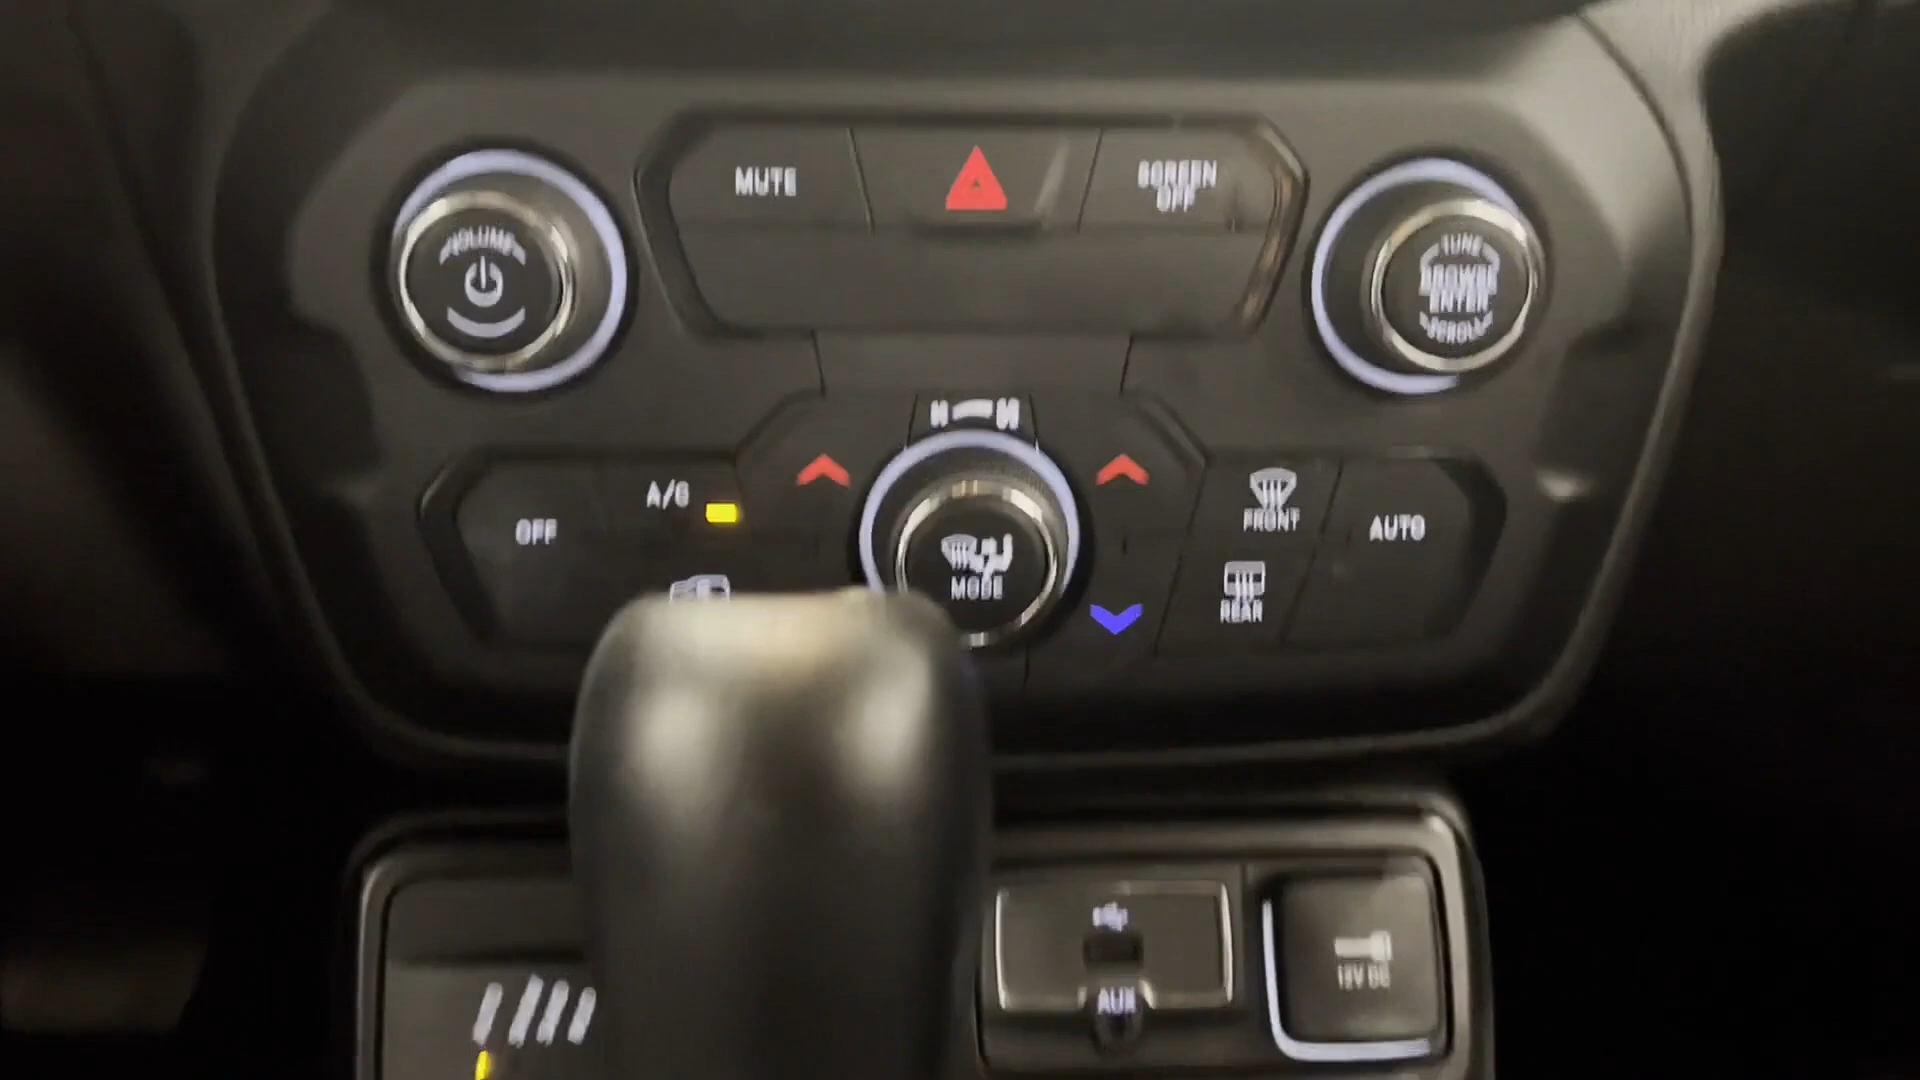 MUTE
SCREEN
OFF
VOLUME
TUNE
BROWSE
ENTER
SCROLL
A/C
OFF
MODE
FRONT
AUTO
REAR
AUX
12V DC